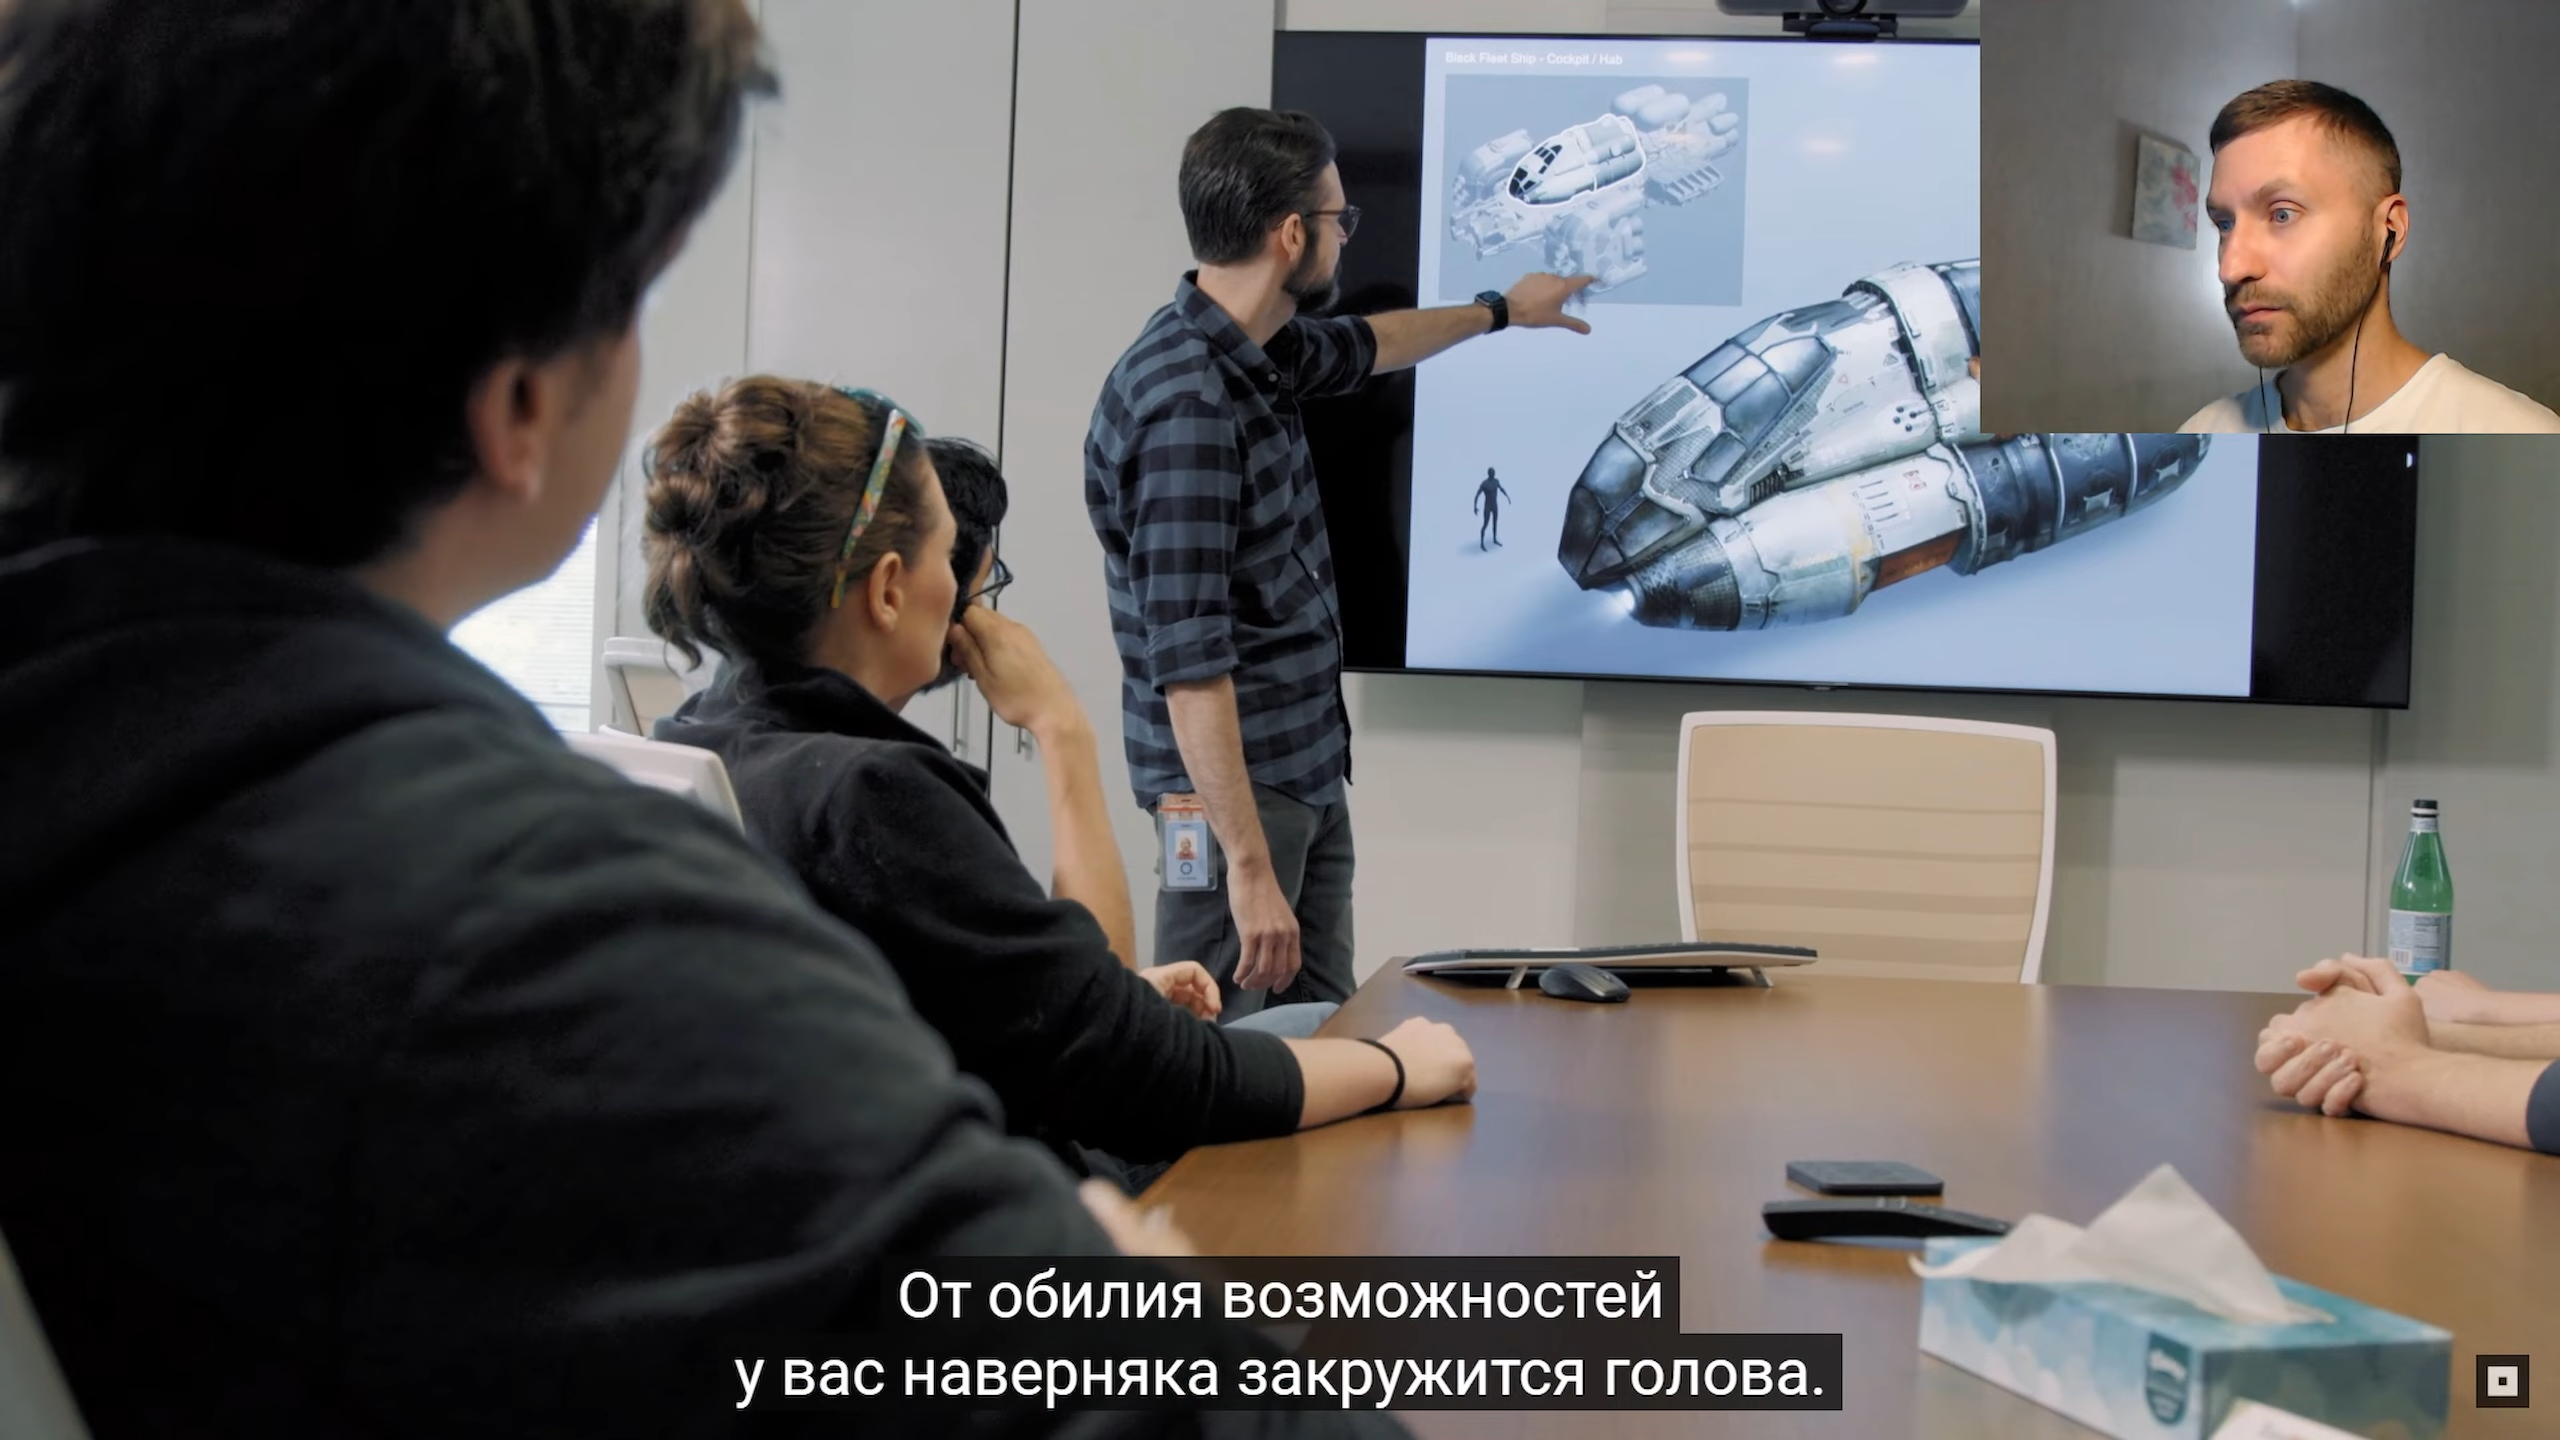 Black Fleet Ship - Cockpit / Hab
От обилия возможностей
у вас наверняка закружится голова.